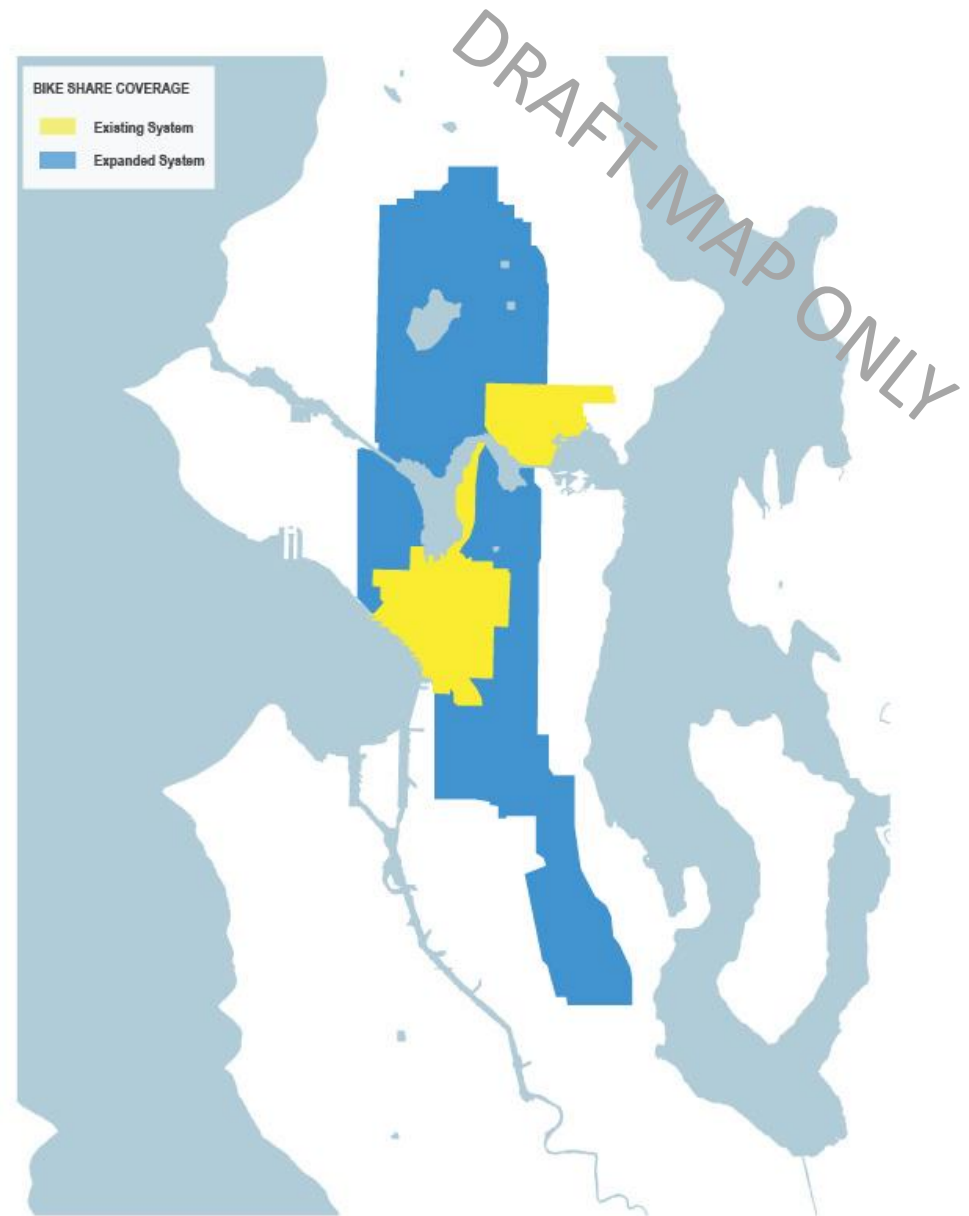 DRAFT MAP ONLY
BIKE SHARE COVERAGE
Existing System
Expanded System